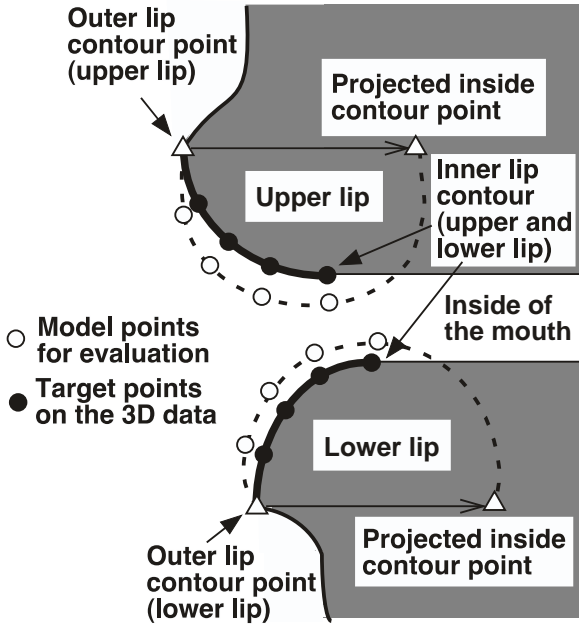 Outer lip
contour point
(upper lip)
Projected inside
contour point
Upper lip
Inner lip
contour
(upper and
lower lip)
Inside of
the mouth
Model points
for evaluation
Target points
on the 3D data
Lower lip
Projected inside
contour point
Outer lip
contour point
(lower lip)